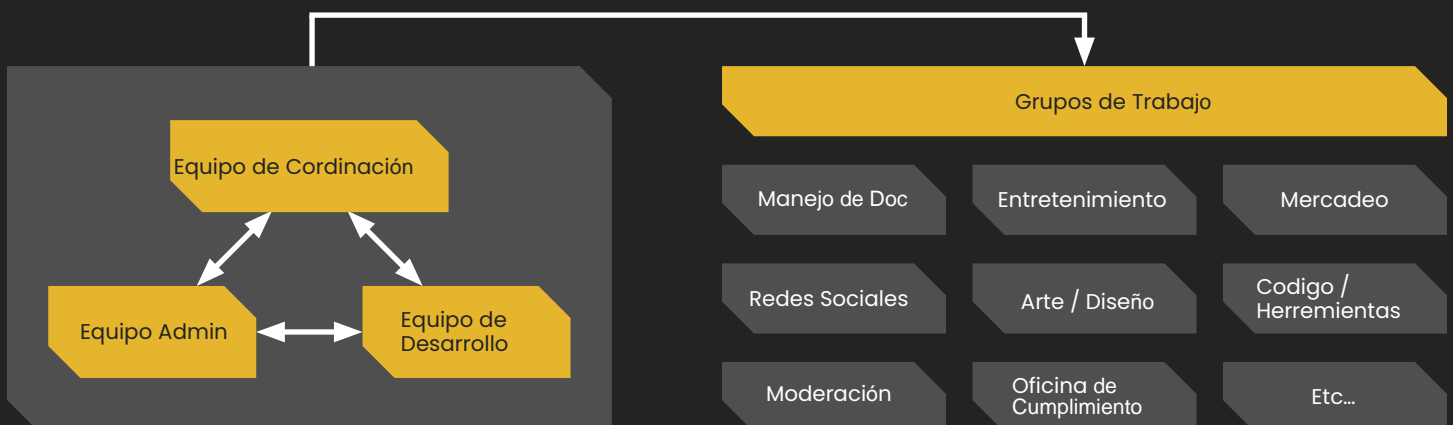 Grupos de Trabajo
Equipo de Cordinación
Manejo de Doc
Entretenimiento
Mercadeo
Equipo Admin
Equipo de
Desarrollo
Redes Sociales
Arte / Diseño
Codigo /
Herremientas
Moderación
Oficina de
Cumplimiento
Etc...